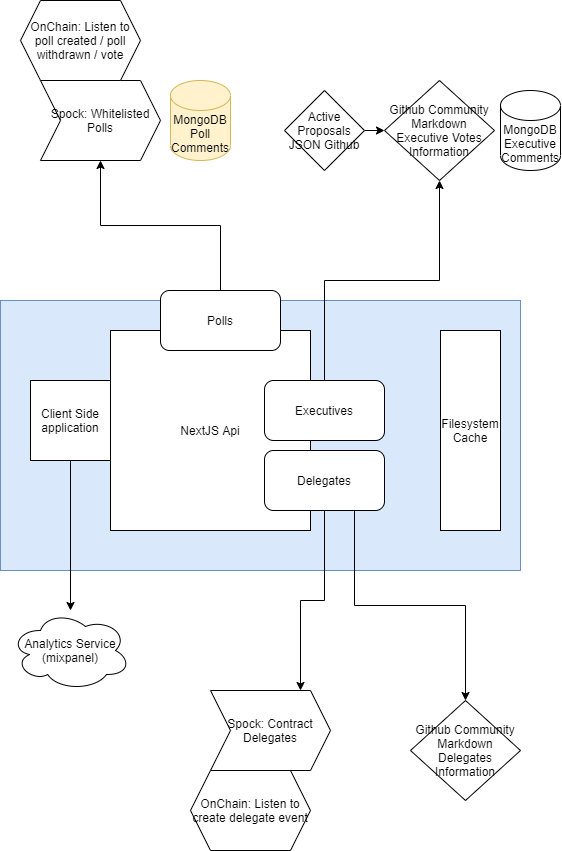 OnChain: Listen to
poll created / poll
withdrawn / vote
Spock: Whitelisted
Polls
MongoDB
Poll
Comments
Active
Proposals
JSON Github
Github Community
Markdown
Executive Votes
Information
MongoDB
Executive
Comments
Polls
Client Side
application
NextJS Api
Executives
Delegates
Filesystem
Cache
Analytics Service
(mixpanel)
Spock: Contract
Delegates
Github Community
Markdown
Delegates
Information
OnChain: Listen to
create delegate event